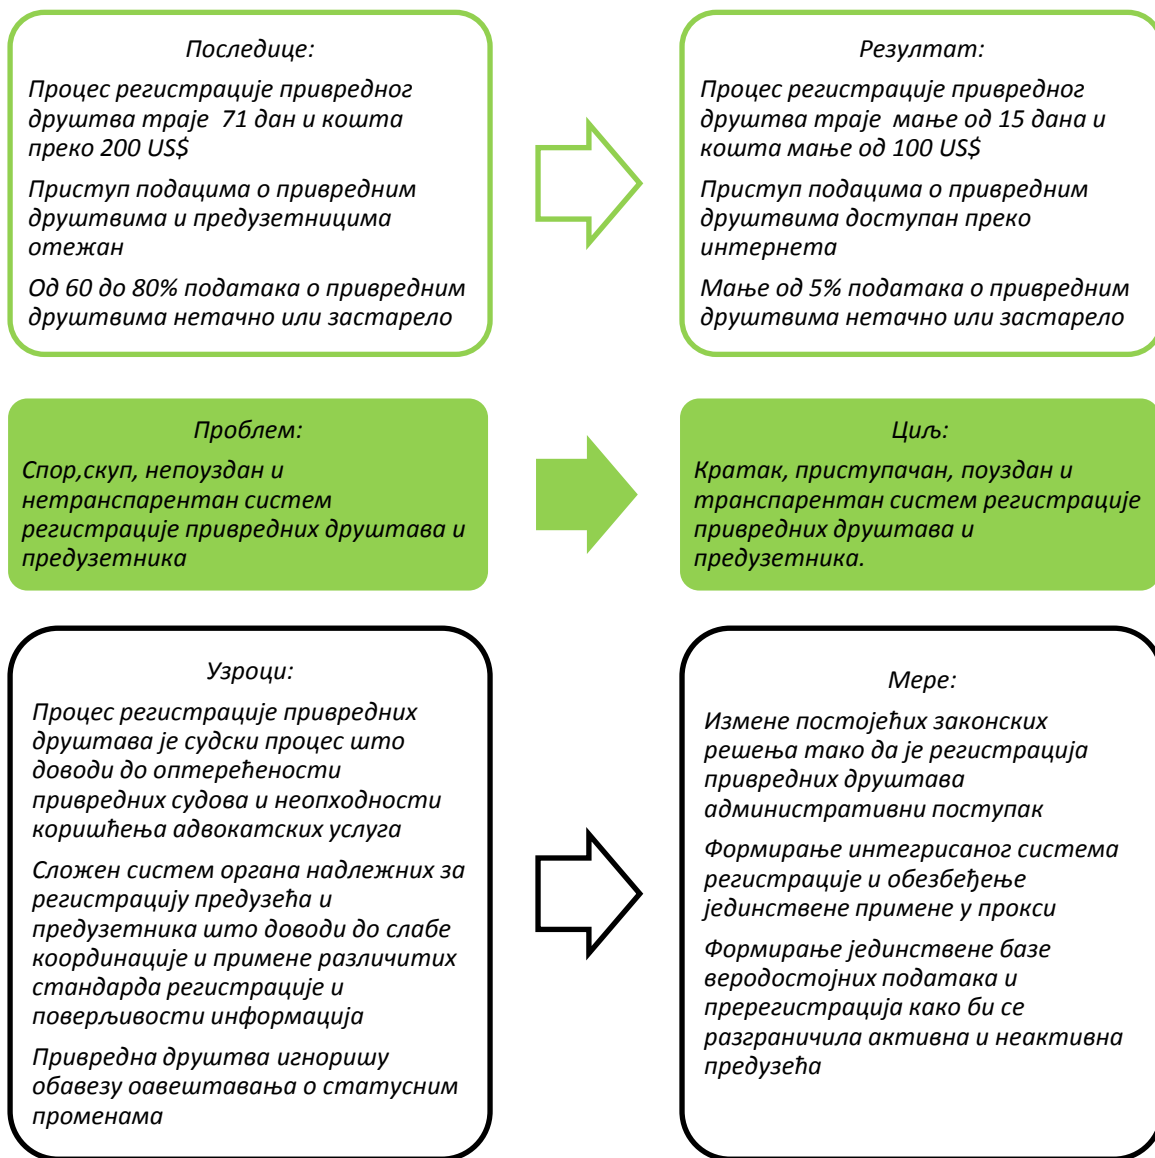 Последице:
Процес регистрације привредног
друштва траје 71 дан и кошта
преко 200 US$
Приступ подацима о привредним
друштвима и предузетницима
отежан
Од 60 до 80% података о привредним
друштвима нетачно или застарело
Резултат:
Процес регистрације привредног
друштва траје мање од 15 дана и
кошта мање од 100 US$
Приступ подацима о привредним
друштвима доступан преко
интернета
Мање од 5% података о привредним
друштвима нетачно или застарело
Проблем:
Спор,скуп, непоуздан и
нетранспарентан систем
регистрације привредних друштава и
предузетника
Циљ:
Кратак, приступачан, поуздан и
транспарентан систем регистрације
привредних друштава и
предузетника.
Узроци:
Процес регистрације привредних
друштава је судски процес што
доводи до оптерећености
привредних судова и неопходности
коришћења адвокатских услуга
Сложен систем органа надлежних за
регистрацију предузећа и
предузетника што доводи до слабе
координације и примене различитих
стандарда регистрације и
поверљивости информација
Привредна друштва игноришу
обавезу оавештавања о статусним
променама
Мере:
Измене постојећих законских
решења тако да је регистрација
привредних друштава
административни поступак
Формирање интегрисаног система
регистрације и обезбеђење
јединствене примене у прокси
Формирање јединствене базе
веродостојних података и
пререгистрација како би се
разграничила активна и неактивна
предузећа